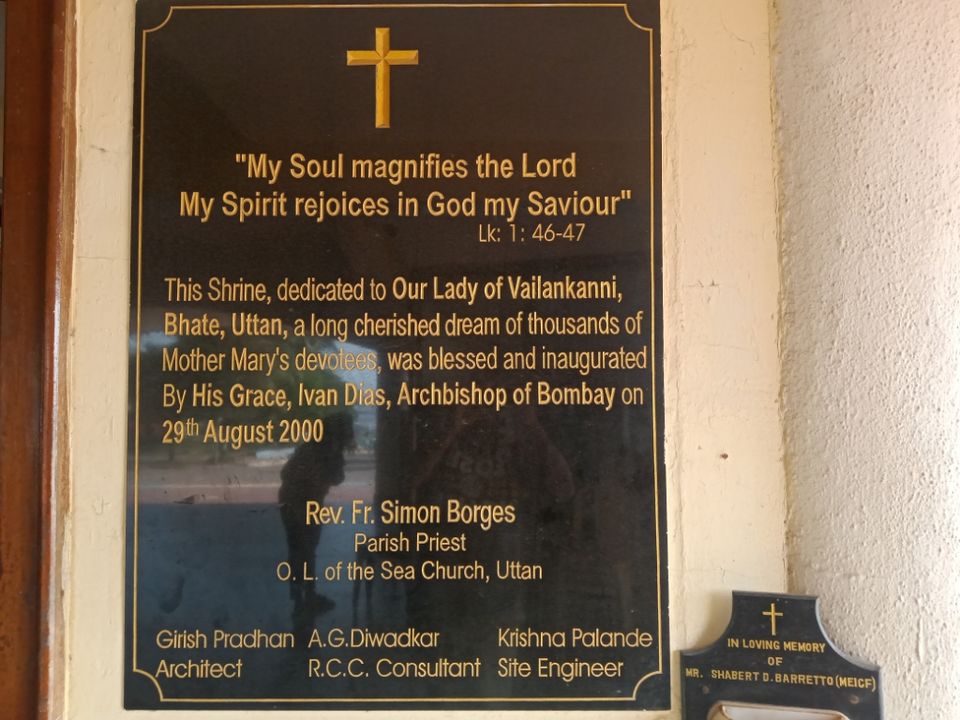 "My Soul magnifies the Lord
My Spirit rejoices in God my Saviour"
Lk: 1: 46-47
This Shrine, dedicated to Our Lady of Vailankanni,
Bhate, Uttan, a long cherished dream of thousands of
Mother Mary's devotees, was blessed and inaugurated
By His Grace, Ivan Dias, Archbishop of Bombay on
29th August 2000
Rev. Fr. Simon Borges
Parish Priest
O. L. of the Sea Church, Uttan
Girish Pradhan A.G.Diwadkar Krishna Palande
Architect R.C.C. Consultant Site Engineer
IN LOVING MEMORY
OF
MR. SHABERT D. BARRETTO (MEICF)